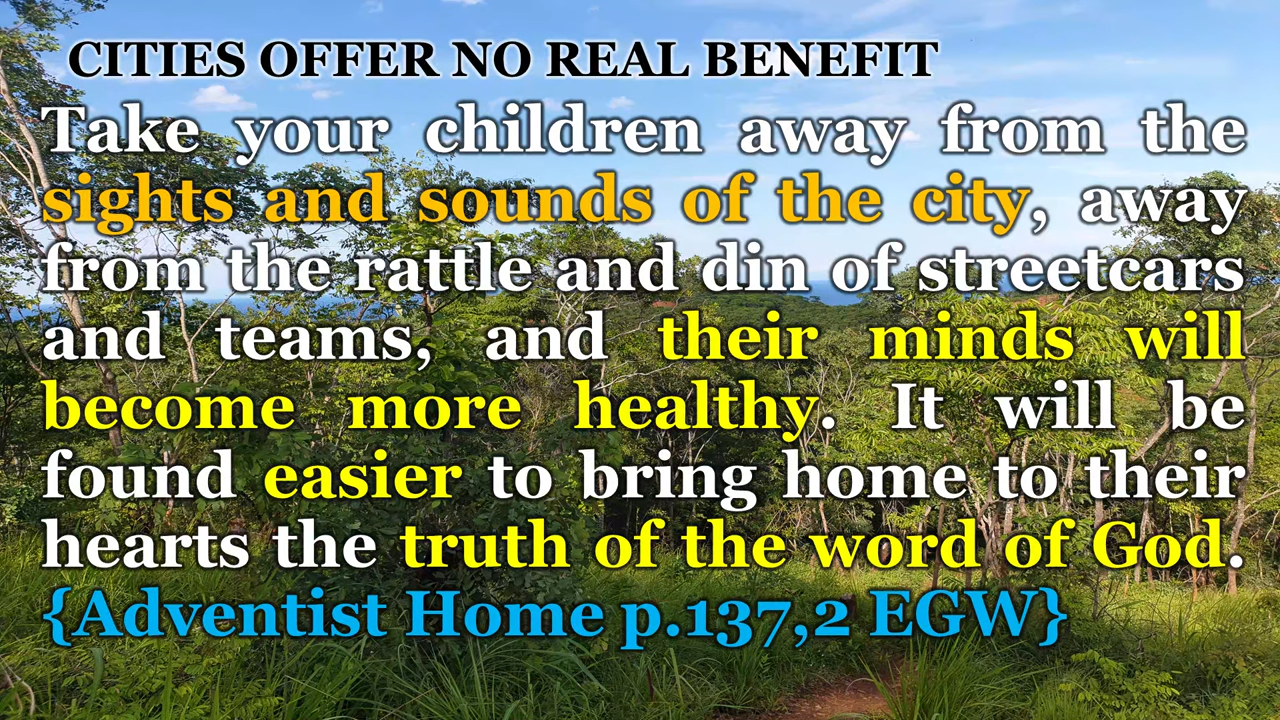 CITIES OFFER NO REAL BENEFIT
Take your children away from the
sights and sounds of the city, away
from the rattle and din of streetcars
and teams, and their minds will
become more healthy. It will be
found easier to bring home to their
hearts the truth of the word of God.
{Adventist Home p.137,2 EGW}